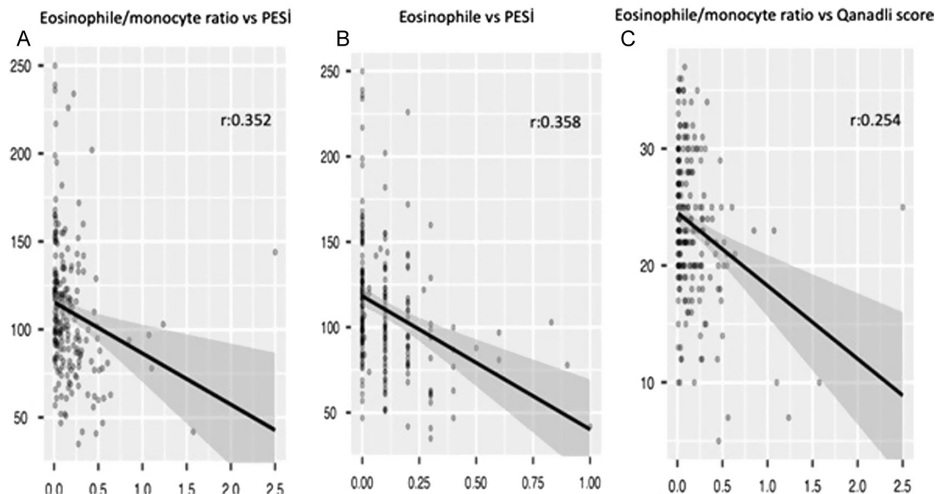 Eosinophile/monocyte ratio vs PESİ
Eosinophile vs PESİ
Eosinophile/monocyte ratio vs Qanadli score
A
B
C
r:0.352
r:0.358
r:0.254
250
200
150
100
50
0.0 0.5 1.0 1.5 2.0 2.5
250
200
150
100
50
0.00 0.25 0.50 0.75 1.00
30
20
10
0.0 0.5 1.0 1.5 2.0 2.5